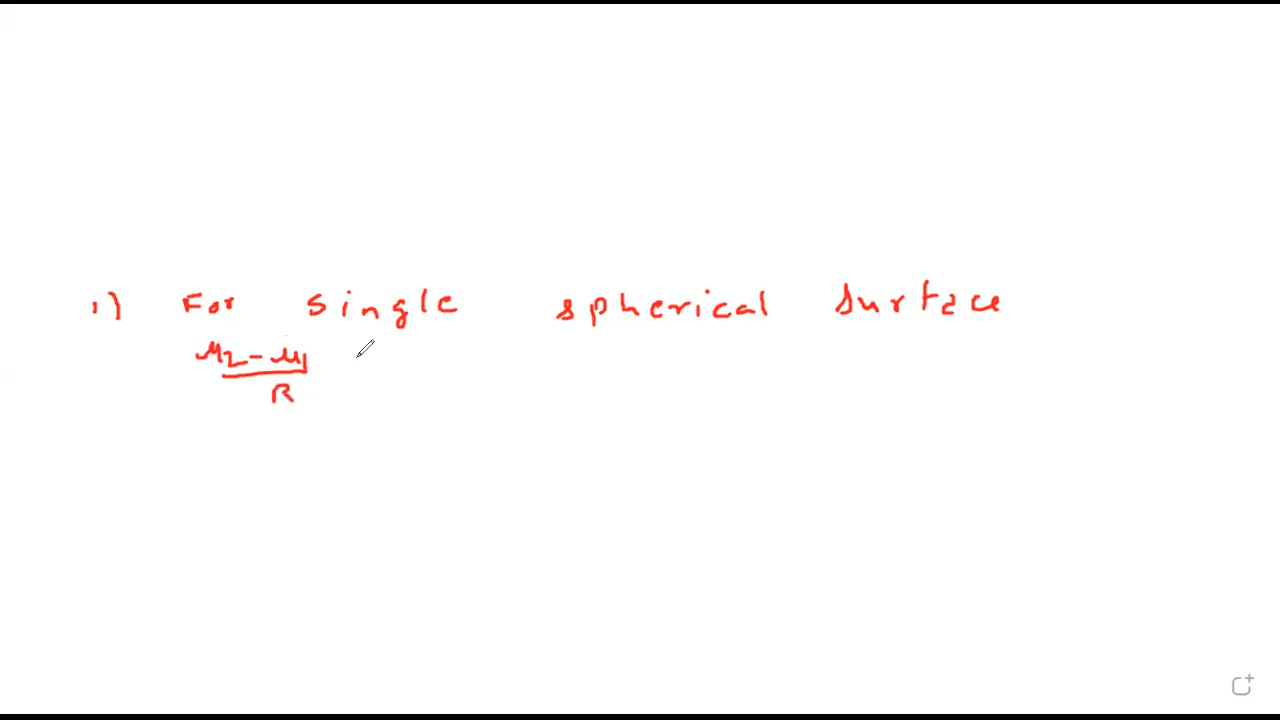 1) For single spherical surface
μ2 - μ1
R